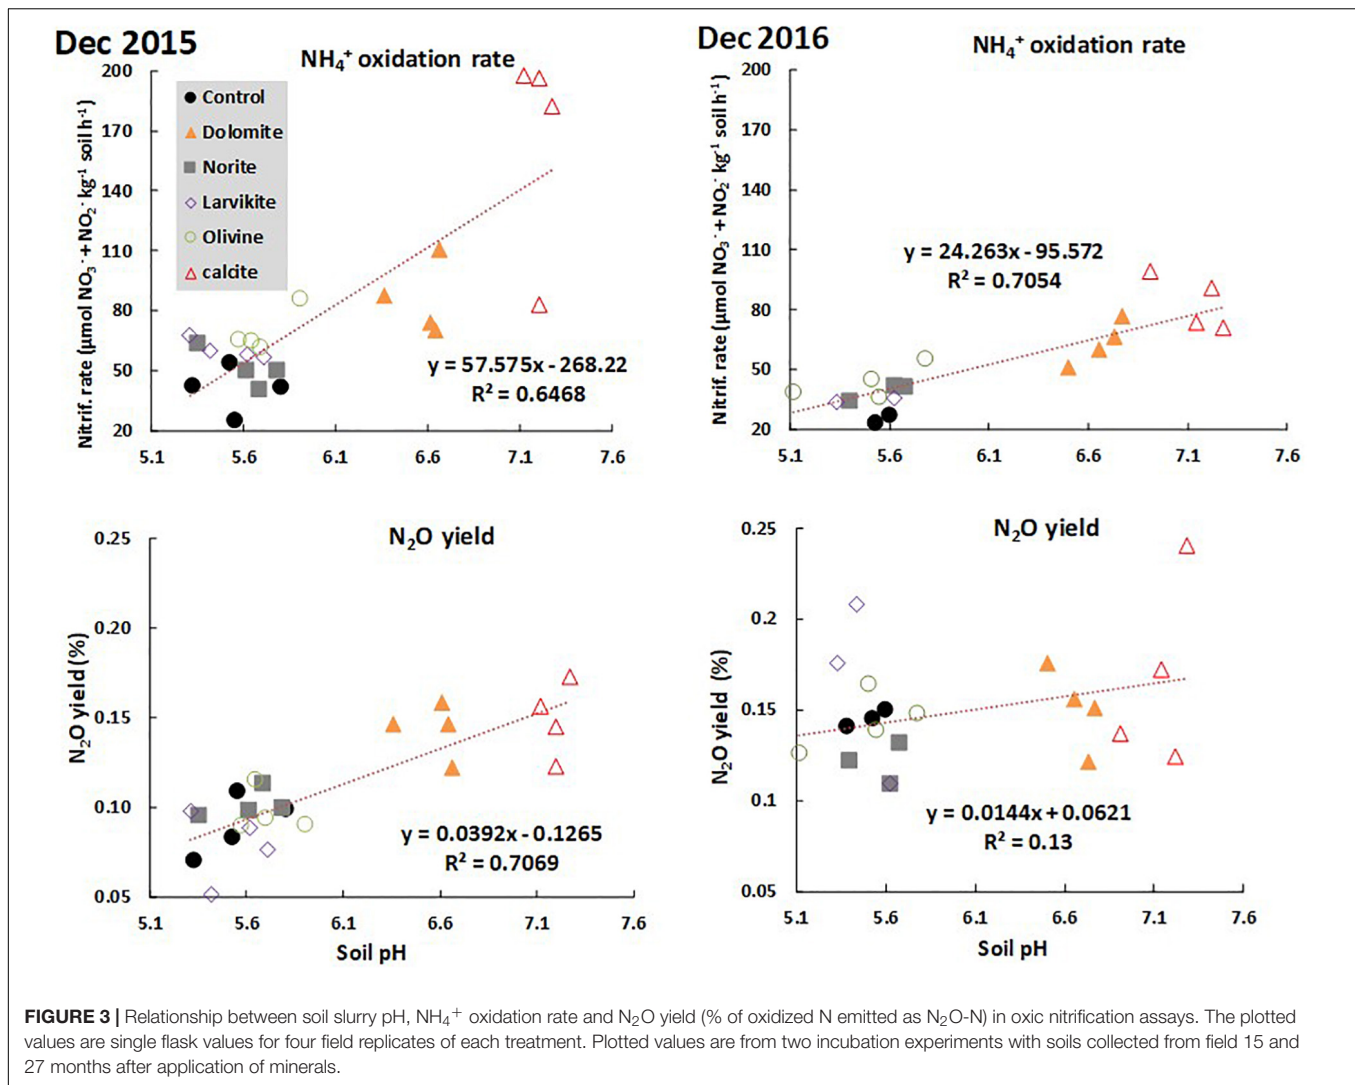 Dec 2015
NH₄⁺ oxidation rate
Nitrif. rate (µmol NO₃⁻ + NO₂⁻ kg⁻¹ soil h⁻¹)
200
170
140
110
80
50
20
5.1 5.6 6.1 6.6 7.1 7.6
Control
Dolomite
Norite
Larvikite
Olivine
calcite
y = 57.575x - 268.22
R² = 0.6468
Dec 2016
NH₄⁺ oxidation rate
Nitrif. rate (µmol NO₃⁻ + NO₂⁻ kg⁻¹ soil h⁻¹)
200
170
140
110
80
50
20
5.1 5.6 6.1 6.6 7.1 7.6
y = 24.263x - 95.572
R² = 0.7054
N₂O yield
N₂O yield (%)
0.25
0.20
0.15
0.10
0.05
5.1 5.6 6.1 6.6 7.1 7.6
Soil pH
y = 0.0392x - 0.1265
R² = 0.7069
N₂O yield
N₂O yield (%)
0.25
0.2
0.15
0.1
0.05
5.1 5.6 6.1 6.6 7.1 7.6
Soil pH
y = 0.0144x + 0.0621
R² = 0.13
FIGURE 3 | Relationship between soil slurry pH, NH₄⁺ oxidation rate and N₂O yield (% of oxidized N emitted as N₂O-N) in oxic nitrification assays. The plotted
values are single flask values for four field replicates of each treatment. Plotted values are from two incubation experiments with soils collected from field 15 and
27 months after application of minerals.